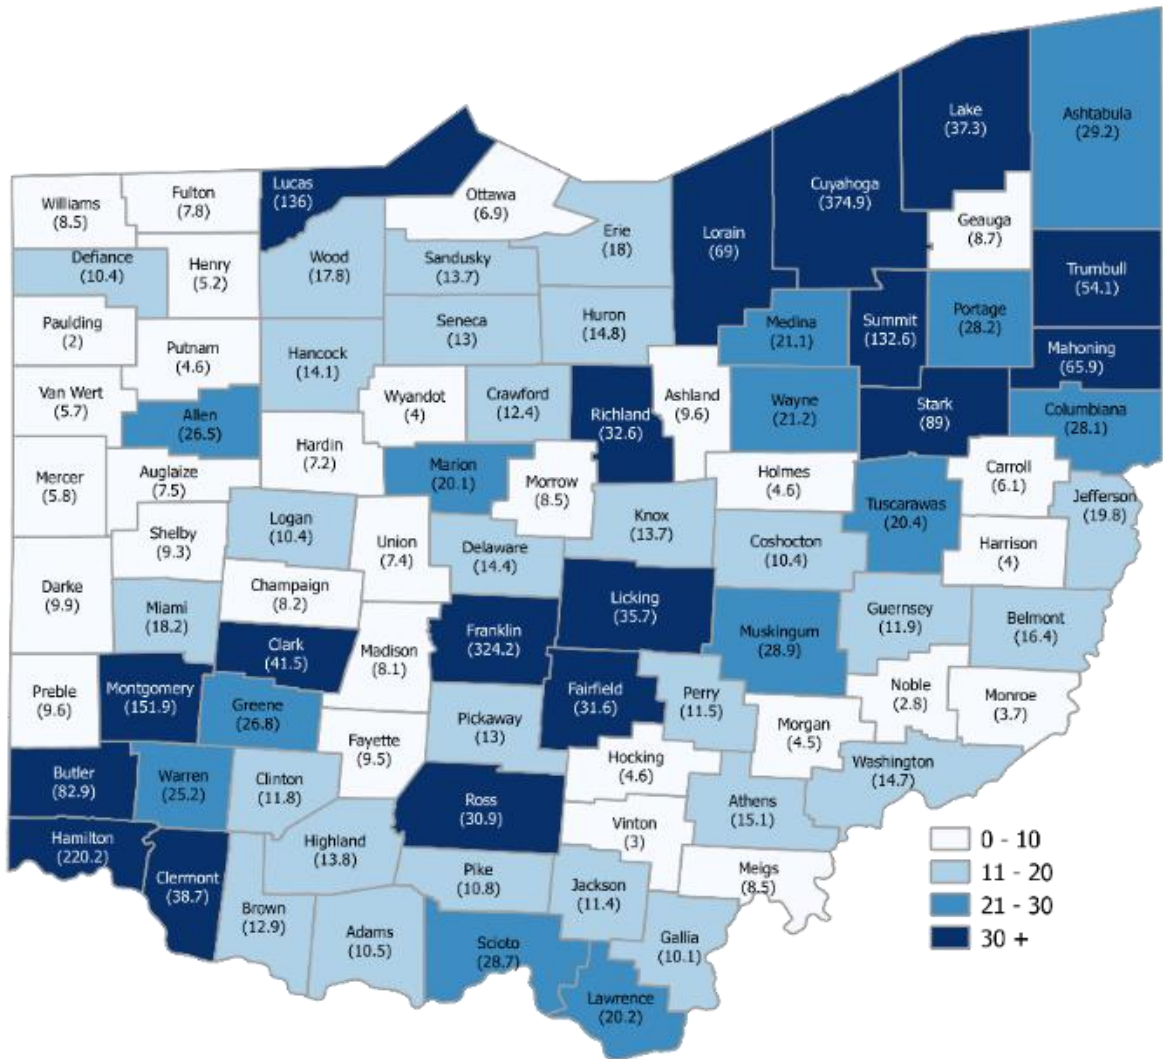 Lake
(37.3)
Ashtabula
(29.2)
Cuyahoga
(374.9)
Lucas
(136)
Fulton
(7.8)
Williams
(8.5)
Ottawa
(6.9)
Geauga
(8.7)
Erie
(18)
Lorain
(69)
Defiance
(10.4)
Henry
(5.2)
Wood
(17.8)
Sandusky
(13.7)
Trumbull
(54.1)
Paulding
(2)
Seneca
(13)
Huron
(14.8)
Medina
(21.1)
Summit
(132.6)
Portage
(28.2)
Putnam
(4.6)
Hancock
(14.1)
Mahoning
(65.9)
Van Wert
(5.7)
Allen
(26.5)
Wyandot
(4)
Crawford
(12.4)
Richland
(32.6)
Ashland
(9.6)
Wayne
(21.2)
Stark
(89)
Columbiana
(28.1)
Hardin
(7.2)
Mercer
(5.8)
Auglaize
(7.5)
Marion
(20.1)
Morrow
(8.5)
Holmes
(4.6)
Carroll
(6.1)
Jefferson
(19.8)
Tuscarawas
(20.4)
Shelby
(9.3)
Logan
(10.4)
Union
(7.4)
Knox
(13.7)
Coshocton
(10.4)
Harrison
(4)
Delaware
(14.4)
Darke
(9.9)
Champaign
(8.2)
Miami
(18.2)
Licking
(35.7)
Guernsey
(11.9)
Belmont
(16.4)
Franklin
(324.2)
Muskingum
(28.9)
Clark
(41.5)
Madison
(8.1)
Preble
(9.6)
Montgomery
(151.9)
Greene
(26.8)
Fairfield
(31.6)
Perry
(11.5)
Noble
(2.8)
Monroe
(3.7)
Pickaway
(13)
Morgan
(4.5)
Fayette
(9.5)
Hocking
(4.6)
Washington
(14.7)
Butler
(82.9)
Warren
(25.2)
Clinton
(11.8)
Ross
(30.9)
Athens
(15.1)
Vinton
(3)
Hamilton
(220.2)
Highland
(13.8)
Clermont
(38.7)
Pike
(10.8)
Meigs
(8.5)
Jackson
(11.4)
Brown
(12.9)
Adams
(10.5)
Scioto
(28.7)
Gallia
(10.1)
Lawrence
(20.2)
0 - 10
11 - 20
21 - 30
30 +